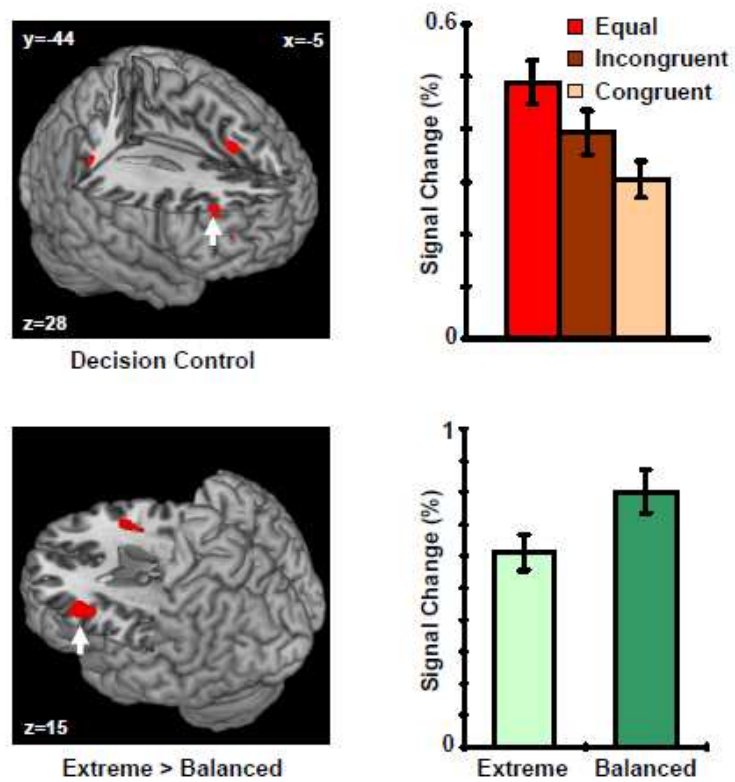 y=-44
x=-5
z=28
Decision Control
0.6
Signal Change (%)
0
Equal
Incongruent
Congruent
z=15
Extreme > Balanced
1
Signal Change (%)
0
Extreme
Balanced